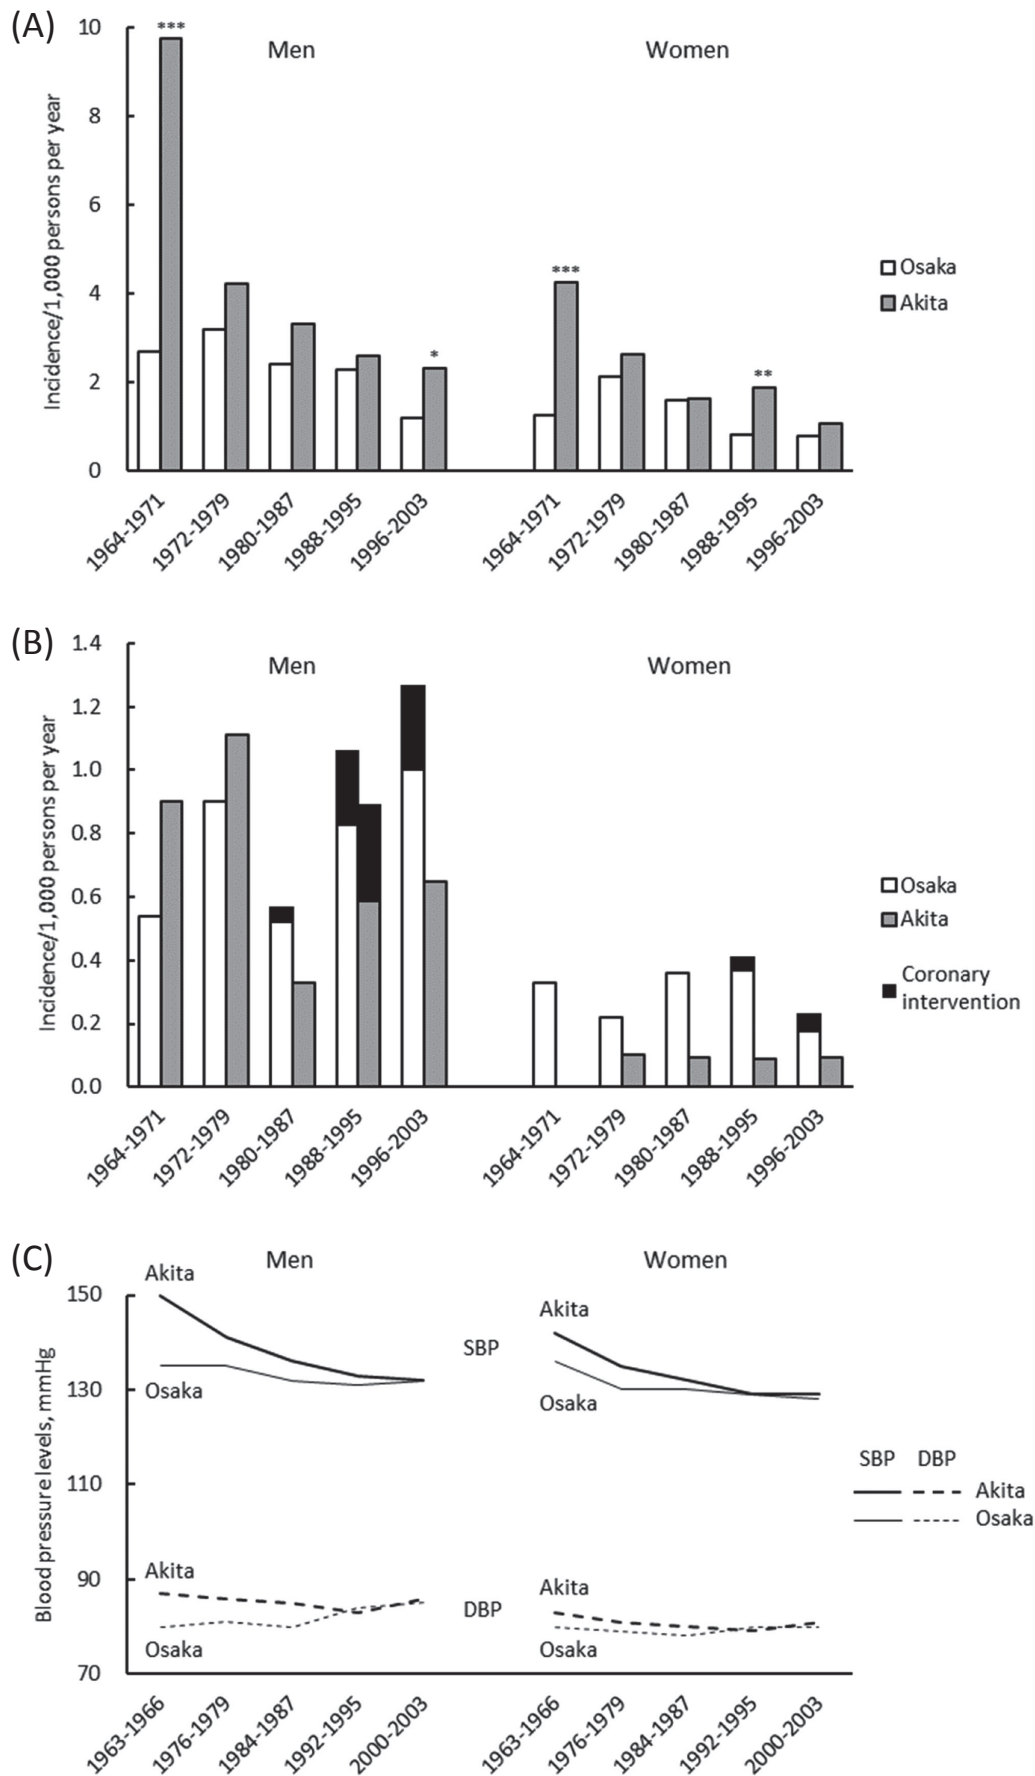 (A)
Men
Women
Incidence/1,000 persons per year
10
8
6
4
2
0
***
*
***
**
Osaka
Akita
1964-1971
1972-1979
1980-1987
1988-1995
1996-2003
1964-1971
1972-1979
1980-1987
1988-1995
1996-2003
(B)
Men
Women
Incidence/1,000 persons per year
1.4
1.2
1.0
0.8
0.6
0.4
0.2
0.0
Osaka
Akita
Coronary
intervention
1964-1971
1972-1979
1980-1987
1988-1995
1996-2003
1964-1971
1972-1979
1980-1987
1988-1995
1996-2003
(C)
Men
Women
Blood pressure levels, mmHg
150
130
110
90
70
Akita
Osaka
SBP
Akita
Osaka
Akita
Osaka
DBP
Akita
Osaka
SBP DBP
Akita
Osaka
1963-1966
1976-1979
1984-1987
1992-1995
2000-2003
1963-1966
1976-1979
1984-1987
1992-1995
2000-2003